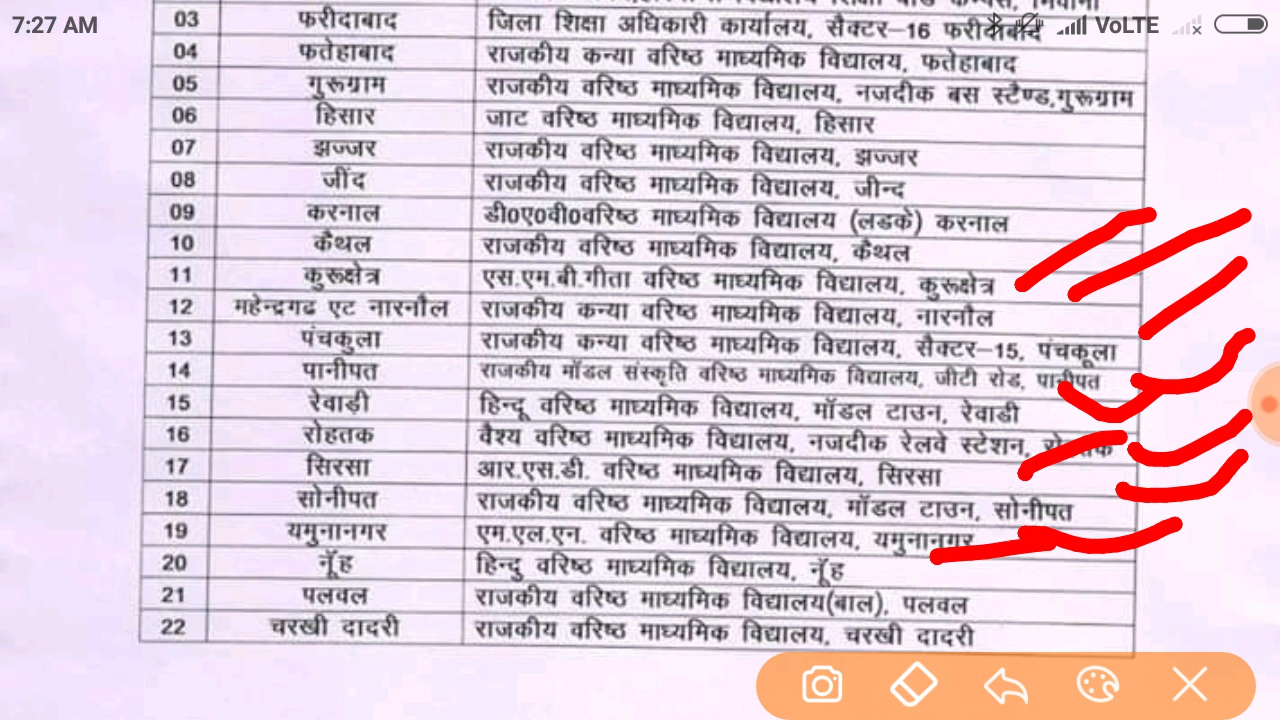 7:27 AM VoLTE
03 फरीदाबाद जिला शिक्षा अधिकारी कार्यालय, सैक्टर–16 फरीदाबाद
04 फतेहाबाद राजकीय कन्या वरिष्ठ माध्यमिक विद्यालय, फतेहाबाद
05 गुरूग्राम राजकीय वरिष्ठ माध्यमिक विद्यालय, नजदीक बस स्टैण्ड,गुरूग्राम
06 हिसार जाट वरिष्ठ माध्यमिक विद्यालय, हिसार
07 झज्जर राजकीय वरिष्ठ माध्यमिक विद्यालय, झज्जर
08 जींद राजकीय वरिष्ठ माध्यमिक विद्यालय, जीन्द
09 करनाल डी0ए0वी0वरिष्ठ माध्यमिक विद्यालय (लडके) करनाल
10 कैथल राजकीय वरिष्ठ माध्यमिक विद्यालय, कैथल
11 कुरूक्षेत्र एस.एम.बी.गीता वरिष्ठ माध्यमिक विद्यालय, कुरूक्षेत्र
12 महेन्द्रगढ एट नारनौल राजकीय कन्या वरिष्ठ माध्यमिक विद्यालय, नारनौल
13 पंचकुला राजकीय कन्या वरिष्ठ माध्यमिक विद्यालय, सैक्टर–15, पंचकूला
14 पानीपत राजकीय मॉडल संस्कृति वरिष्ठ माध्यमिक विद्यालय, जीटी रोड, पानीपत
15 रेवाड़ी हिन्दू वरिष्ठ माध्यमिक विद्यालय, मॉडल टाउन, रेवाडी
16 रोहतक वैश्य वरिष्ठ माध्यमिक विद्यालय, नजदीक रेलवे स्टेशन,
17 सिरसा आर.एस.डी. वरिष्ठ माध्यमिक विद्यालय, सिरसा
18 सोनीपत राजकीय वरिष्ठ माध्यमिक विद्यालय, मॉडल टाउन, सोनीपत
19 यमुनानगर एम.एल.एन. वरिष्ठ माध्यमिक विद्यालय, यमुनानगर
20 नूँह हिन्दु वरिष्ठ माध्यमिक विद्यालय, नूँह
21 पलवल राजकीय वरिष्ठ माध्यमिक विद्यालय(बाल), पलवल
22 चरखी दादरी राजकीय वरिष्ठ माध्यमिक विद्यालय, चरखी दादरी